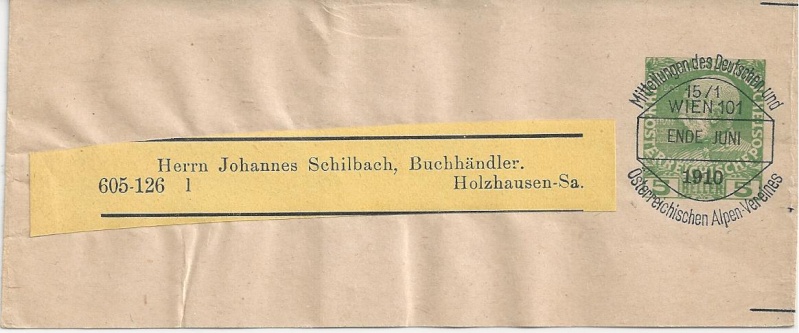 Herrn Johannes Schilbach, Buchhändler.
605-126 1 Holzhausen-Sa.
Mitteilungen des Deutschen und
15/1
WIEN 101
ENDE JUNI
1910
Österreichischen Alpen-Vereines
5 5